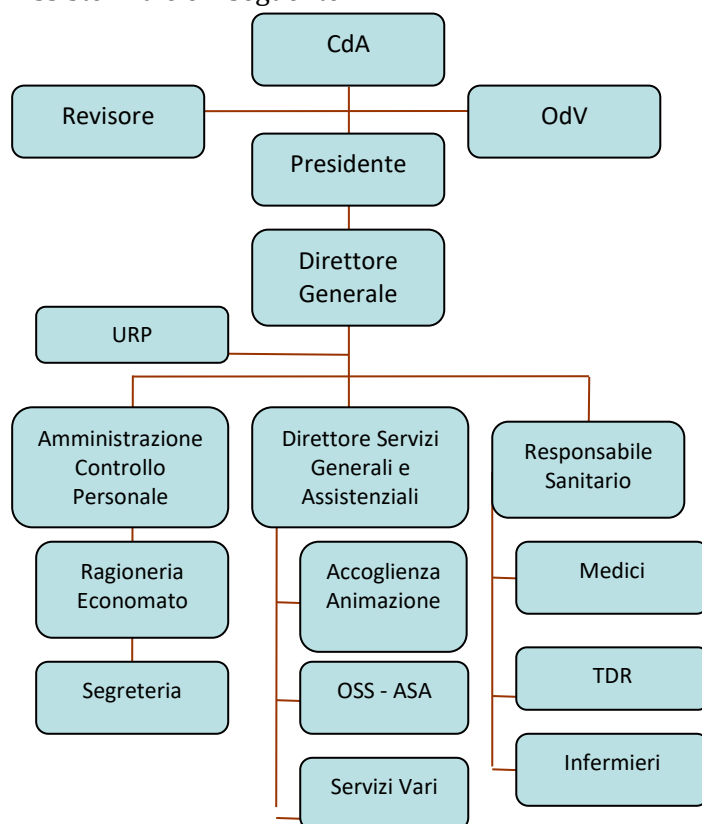 CdA
Revisore
OdV
Presidente
Direttore
Generale
URP
Amministrazione
Controllo
Personale
Direttore Servizi
Generali e
Assistenziali
Responsabile
Sanitario
Ragioneria
Economato
Accoglienza
Animazione
Medici
Segreteria
OSS - ASA
TDR
Servizi Vari
Infermieri